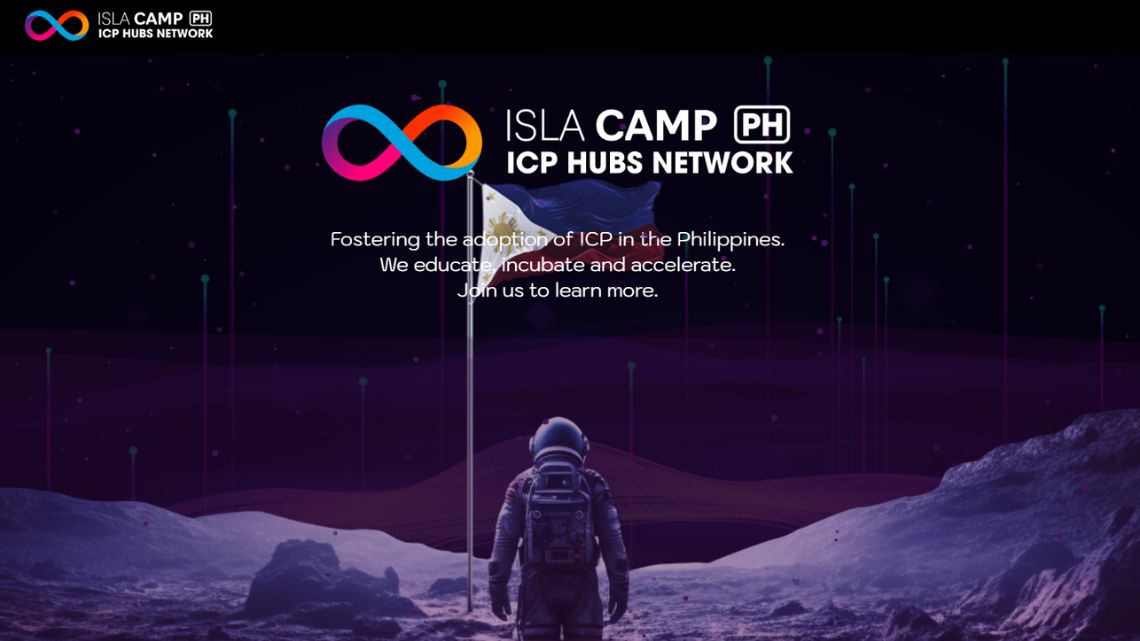 ISLA CAMP PH
ICP HUBS NETWORK
ISLA CAMP PH
ICP HUBS NETWORK
Fostering the adoption of ICP in the Philippines.
We educate, incubate and accelerate.
Join us to learn more.